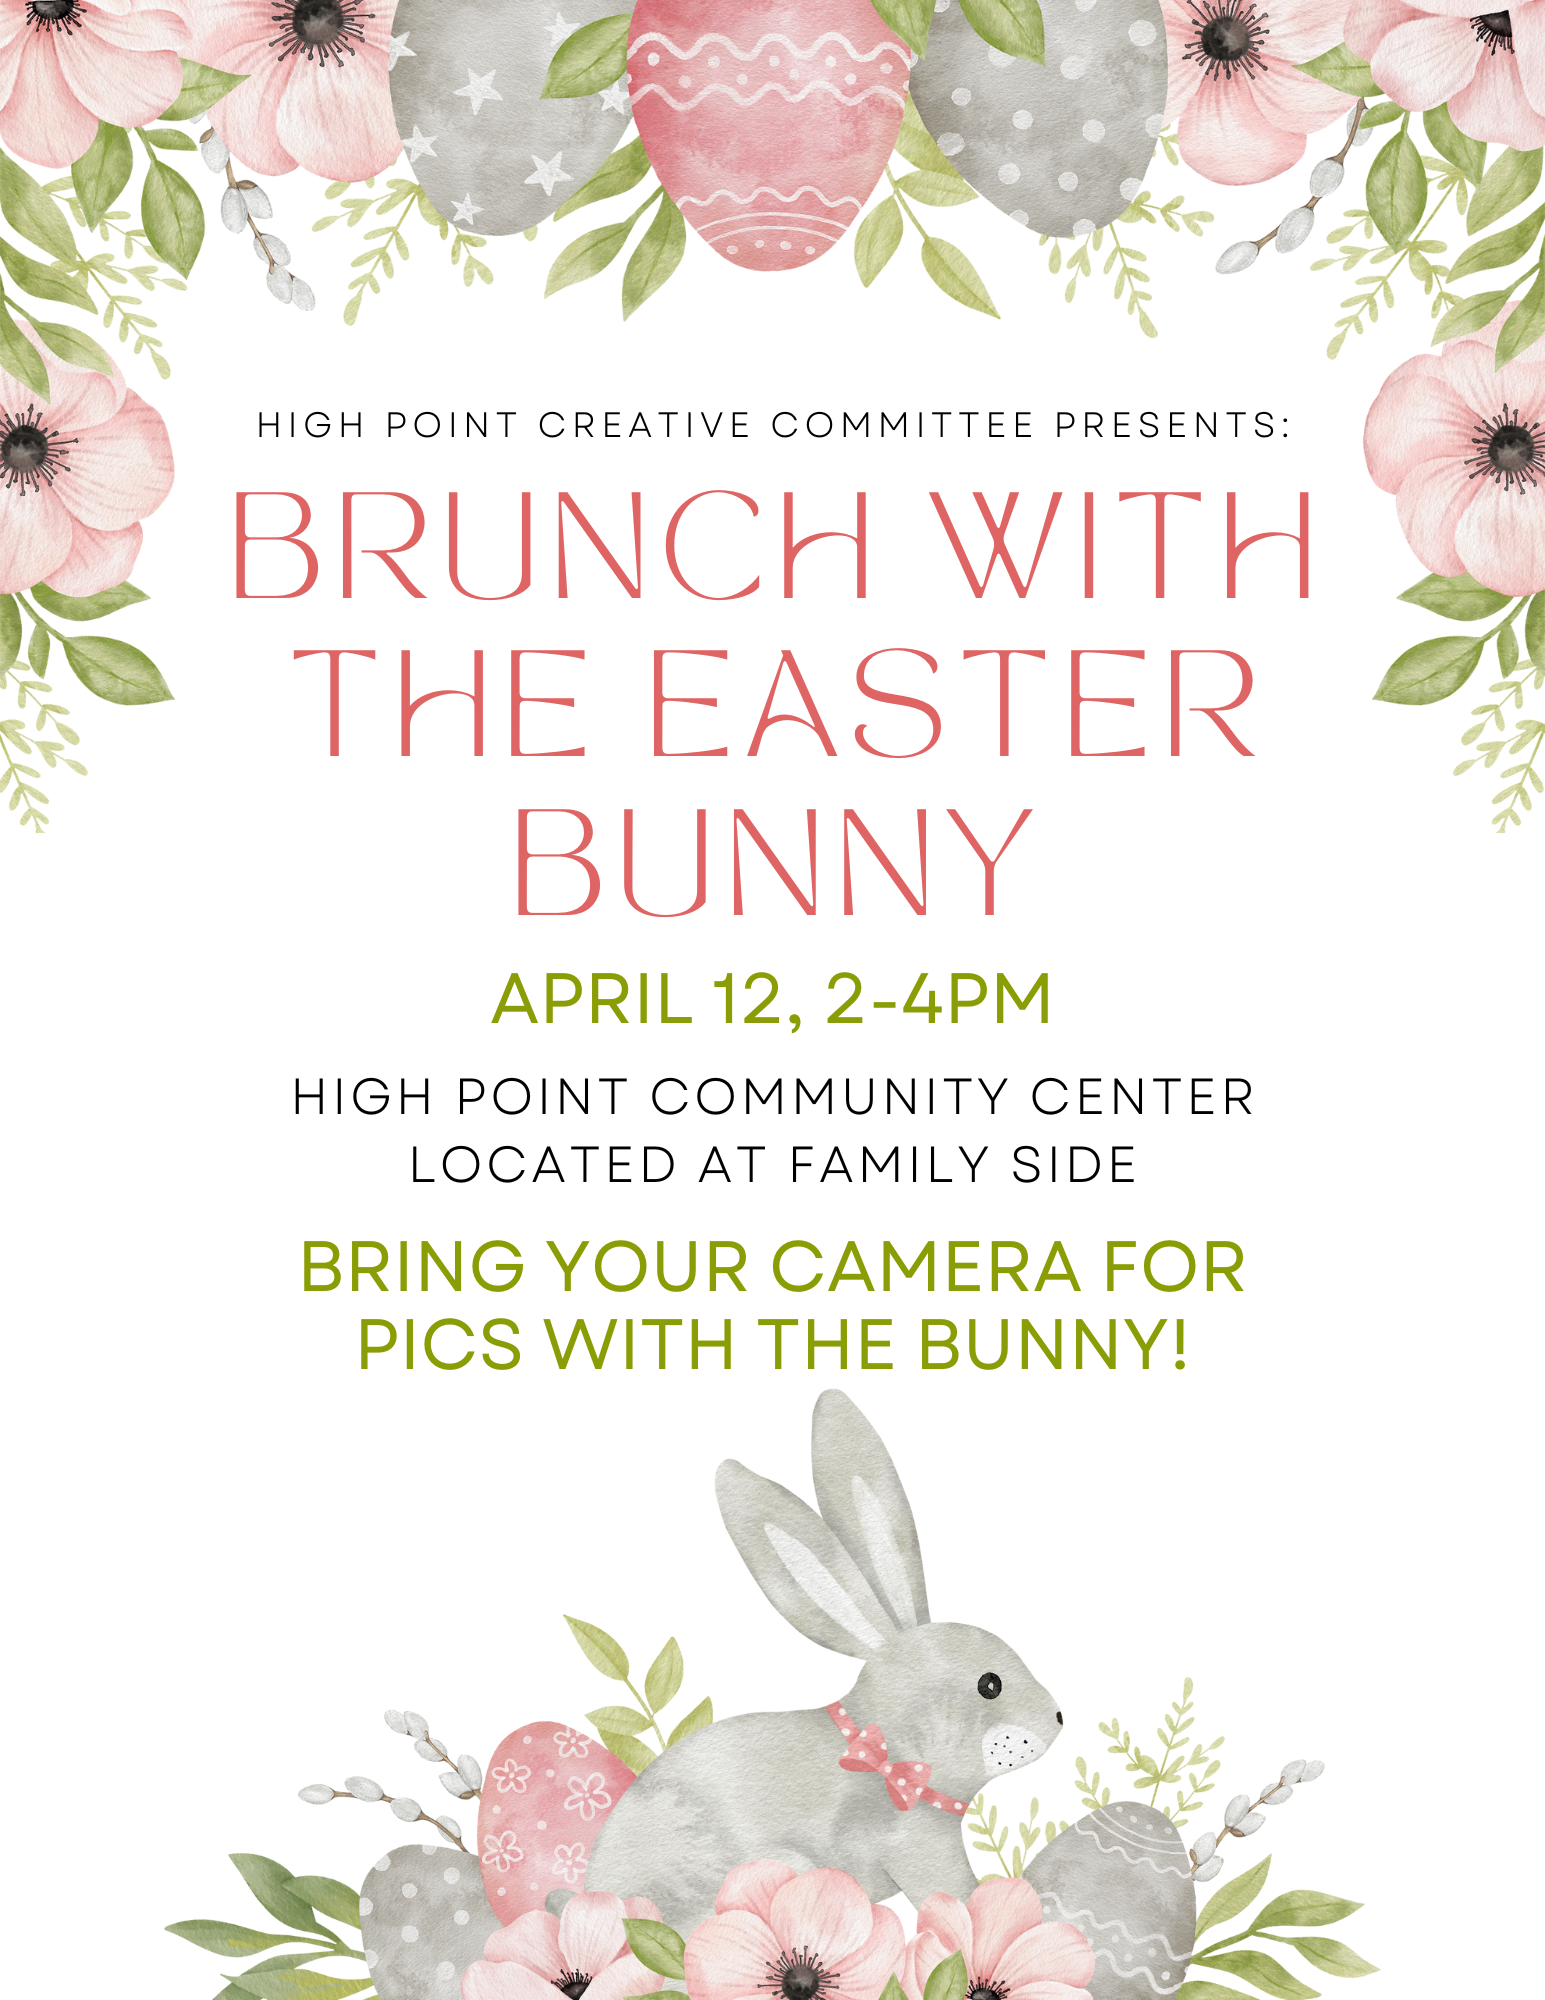 HIGH POINT CREATIVE COMMITTEE PRESENTS:
BRUNCH WITH
THE EASTER
BUNNY
APRIL 12, 2-4PM
HIGH POINT COMMUNITY CENTER
LOCATED AT FAMILY SIDE
BRING YOUR CAMERA FOR
PICS WITH THE BUNNY!